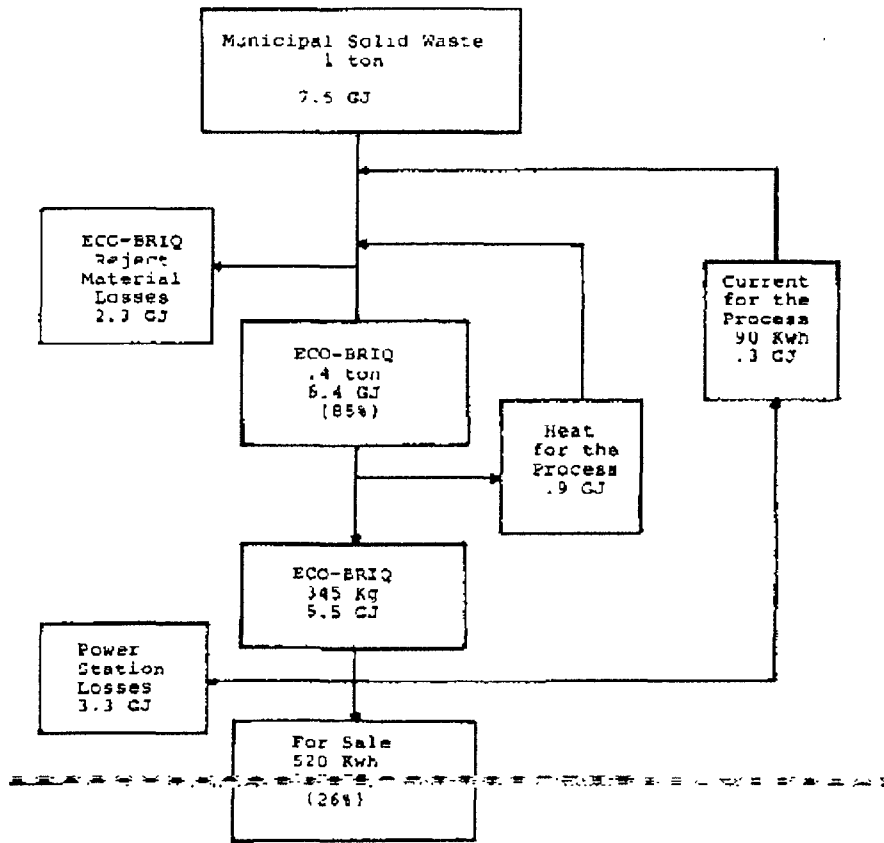 Municipal Solid Waste
1 ton
7.5 GJ
ECO-BRIQ
Reject
Material
Losses
2.3 GJ
Current
for the
Process
90 Kwh
.3 GJ
ECO-BRIQ
.4 ton
6.4 GJ
(85%)
Heat
for the
Process
.9 GJ
ECO-BRIQ
345 Kg
5.5 GJ
Power
Station
Losses
3.3 GJ
For Sale
520 Kwh
(26%)